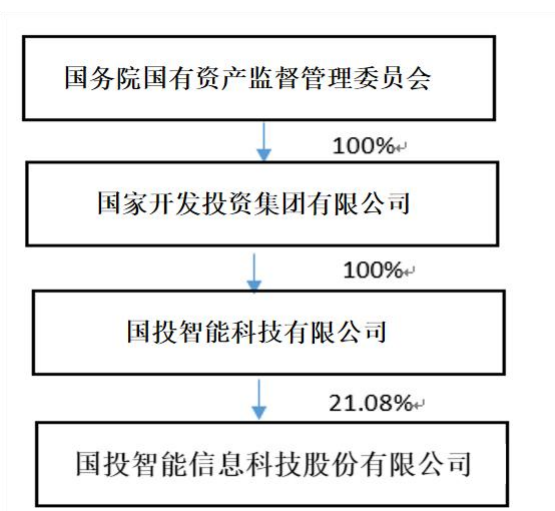 国务院国有资产监督管理委员会
100%↵
国家开发投资集团有限公司
100%↵
国投智能科技有限公司
21.08%↵
国投智能信息科技股份有限公司